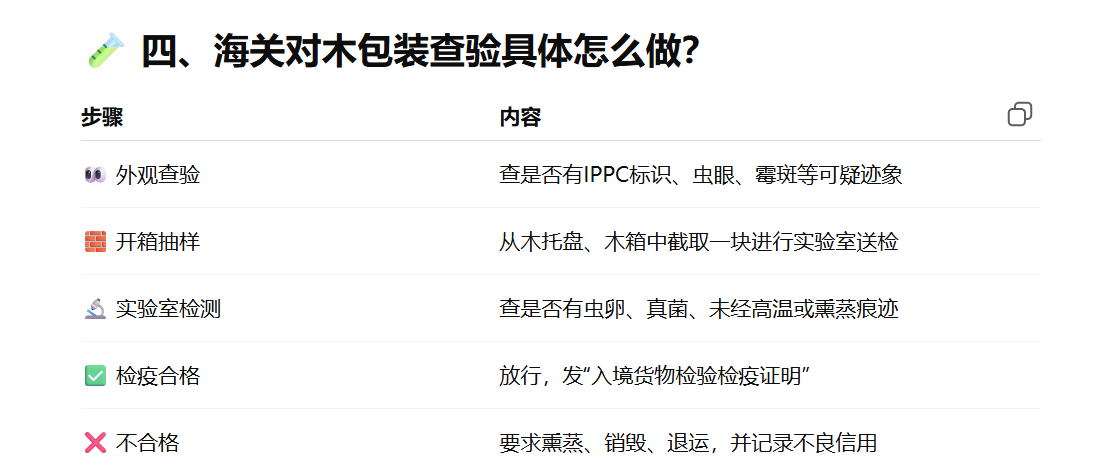 四、海关对木包装查验具体怎么做?
步骤 内容
外观查验 查是否有IPPC标识、虫眼、霉斑等可疑迹象
开箱抽样 从木托盘、木箱中截取一块进行实验室送检
实验室检测 查是否有虫卵、真菌、未经高温或熏蒸痕迹
检疫合格 放行，发“入境货物检验检疫证明”
不合格 要求熏蒸、销毁、退运，并记录不良信用